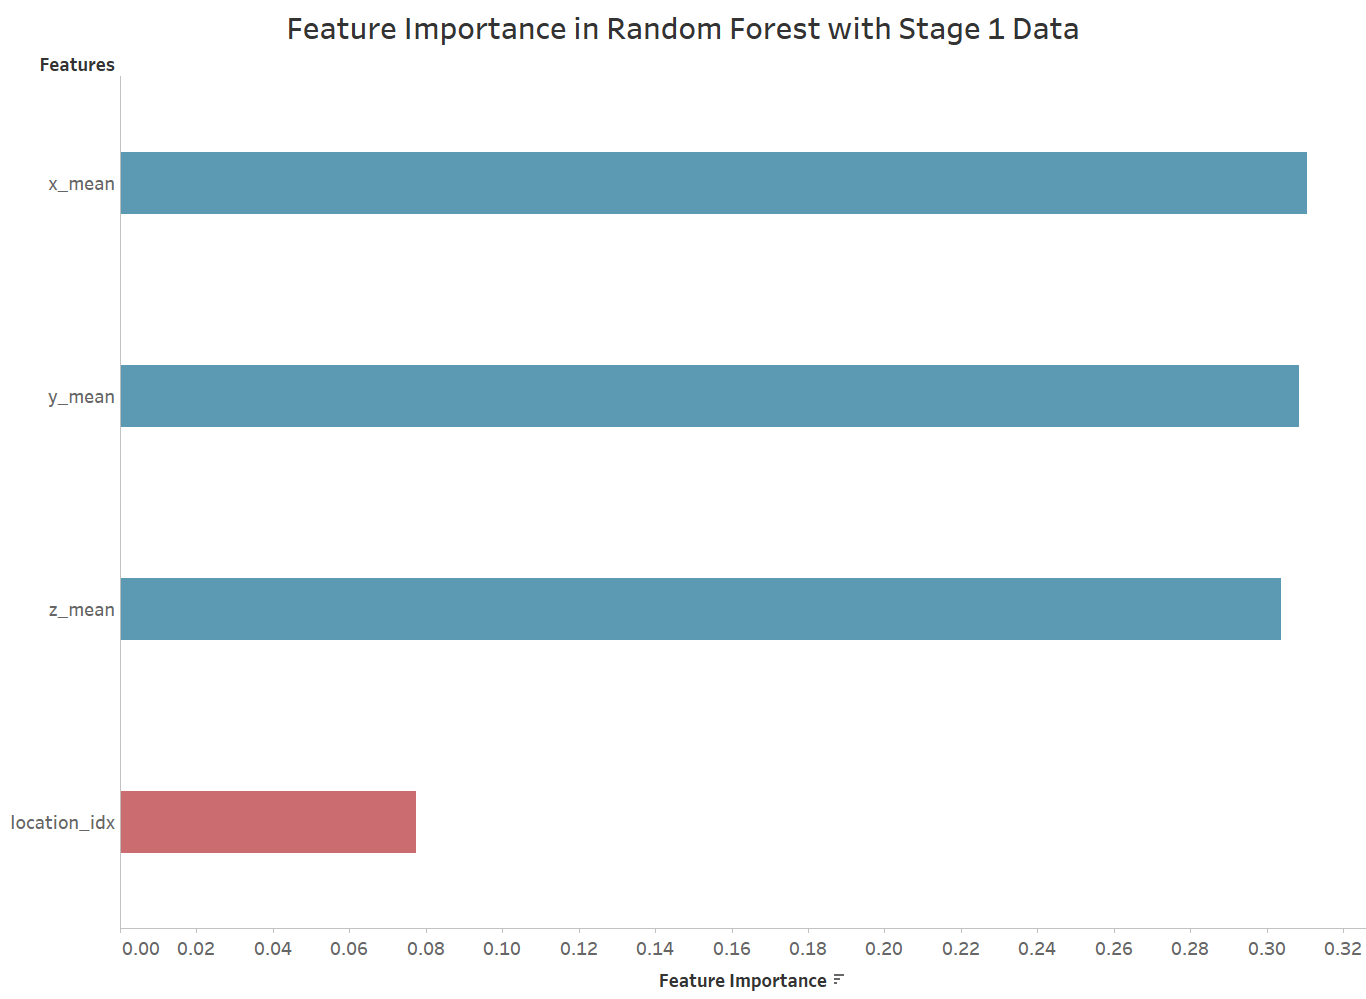 Feature Importance in Random Forest with Stage 1 Data
Features
x_mean
y_mean
z_mean
location_idx
0.00 0.02 0.04 0.06 0.08 0.10 0.12 0.14 0.16 0.18 0.20 0.22 0.24 0.26 0.28 0.30 0.32
Feature Importance